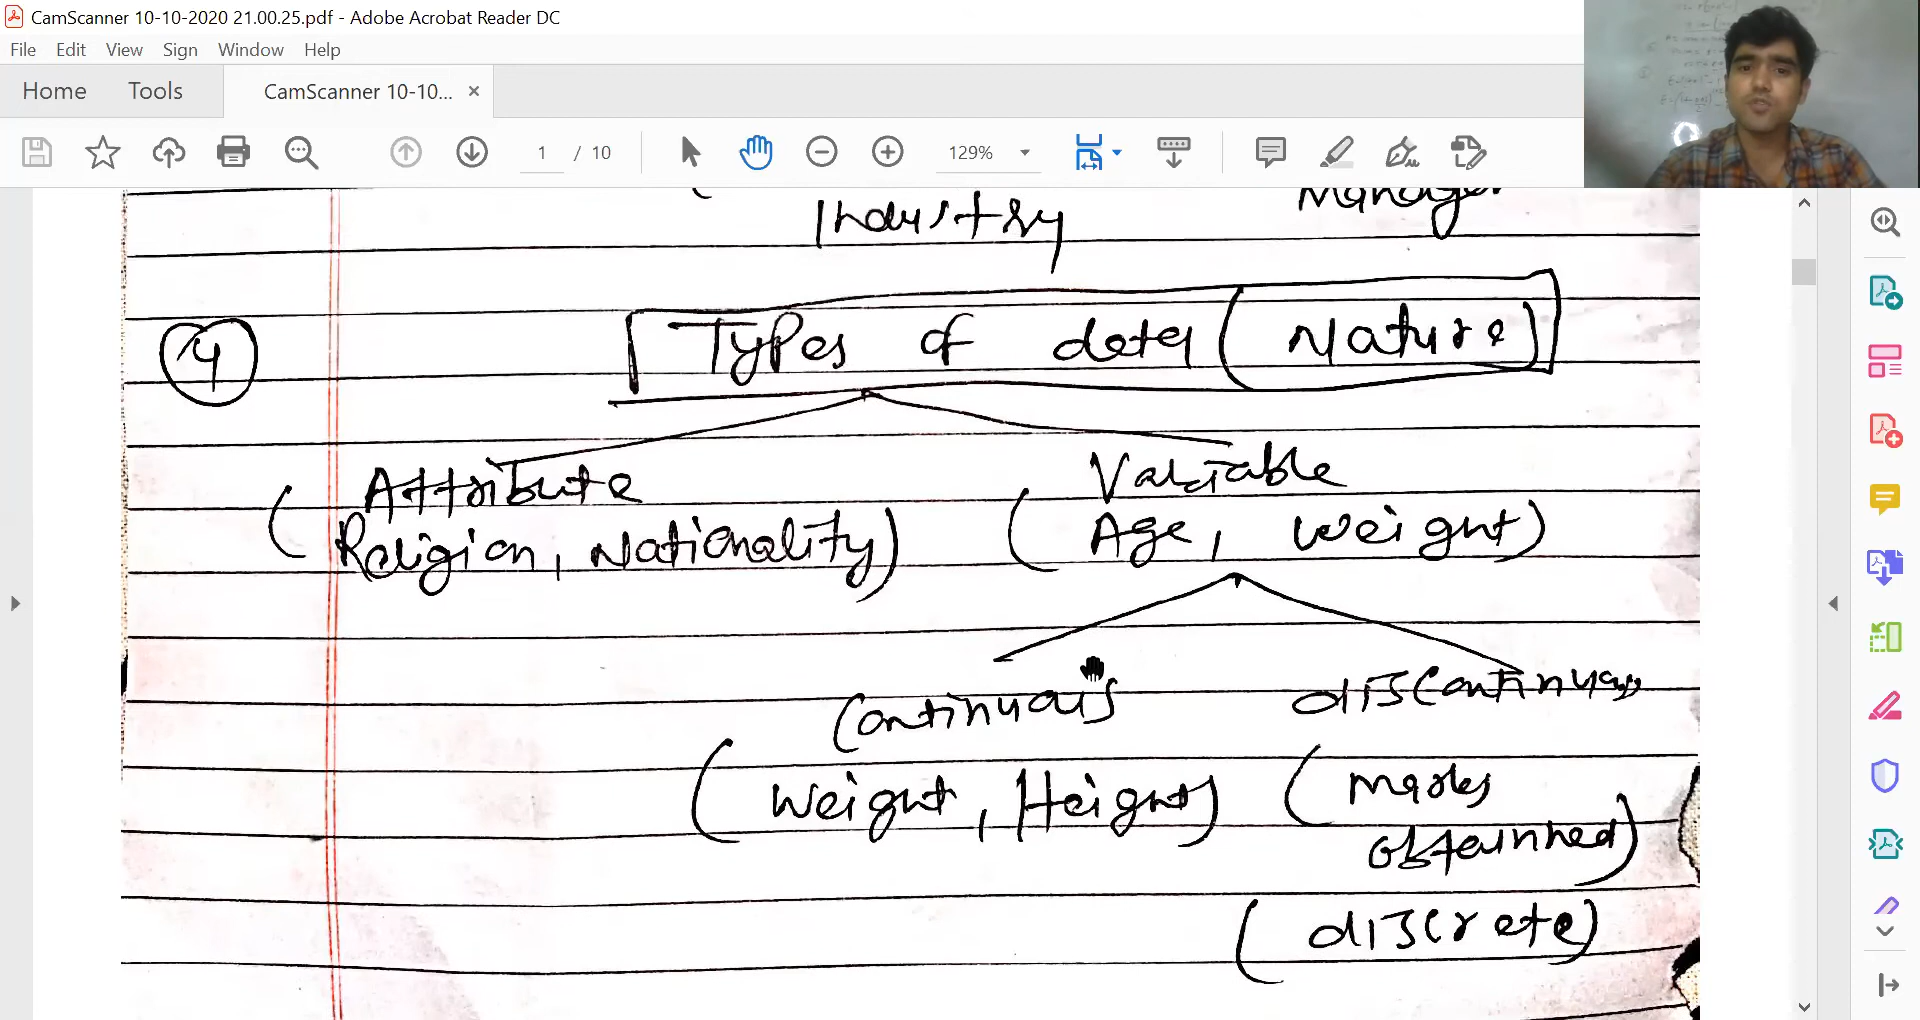 CamScanner 10-10-2020 21.00.25.pdf - Adobe Acrobat Reader DC
File Edit View Sign Window Help
Home Tools CamScanner 10-10... ×
1 / 10 129%
Industry
Manager
4
Types of data (Nature)
Attribute
(Religion, Nationality)
Variable
(Age, Weight)
Continuous
(Weight, Height)
discontinuous
(marks
obtainned)
(discrete)